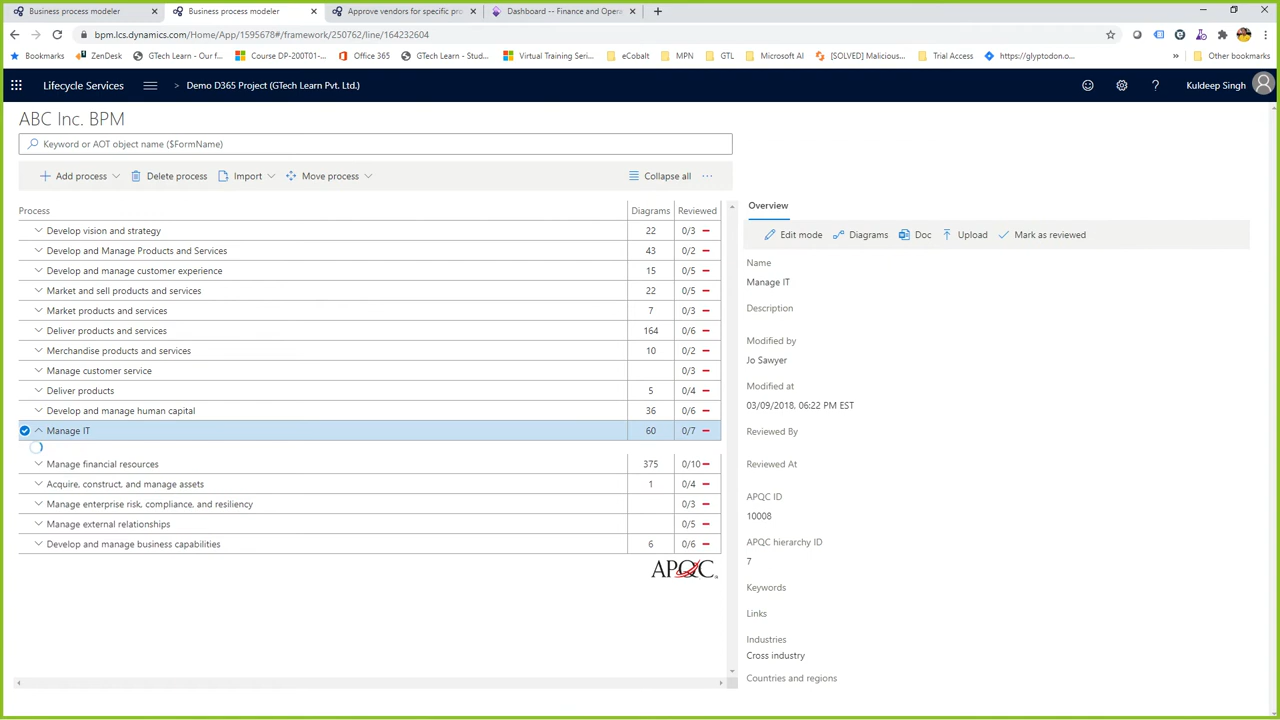 Business process modeler
Business process modeler
Approve vendors for specific pro
Dashboard -- Finance and Opera
bpm.lcs.dynamics.com/Home/App/1595678#/framework/250762/line/164232604
Bookmarks
ZenDesk
GTech Learn - Our f...
Course DP-200T01-...
Office 365
GTech Learn - Stud...
Virtual Training Seri...
eCobalt
MPN
GTL
Microsoft AI
[SOLVED] Malicious...
Trial Access
https://glyptodon.o...
»
Other bookmarks
Lifecycle Services
> Demo D365 Project (GTech Learn Pvt. Ltd.)
?
Kuldeep Singh
ABC Inc. BPM
Keyword or AOT object name ($FormName)
Add process
Delete process
Import
Move process
Collapse all
...
Process Diagrams Reviewed
Develop vision and strategy 22 0/3
Develop and Manage Products and Services 43 0/2
Develop and manage customer experience 15 0/5
Market and sell products and services 22 0/5
Market products and services 7 0/3
Deliver products and services 164 0/6
Merchandise products and services 10 0/2
Manage customer service 0/3
Deliver products 5 0/4
Develop and manage human capital 36 0/6
Manage IT 60 0/7
Manage financial resources 375 0/10
Acquire, construct, and manage assets 1 0/4
Manage enterprise risk, compliance, and resiliency 0/3
Manage external relationships 0/5
Develop and manage business capabilities 6 0/6
APQC
Overview
Edit mode
Diagrams
Doc
Upload
Mark as reviewed
Name
Manage IT
Description
Modified by
Jo Sawyer
Modified at
03/09/2018, 06:22 PM EST
Reviewed By
Reviewed At
APQC ID
10008
APQC hierarchy ID
7
Keywords
Links
Industries
Cross industry
Countries and regions